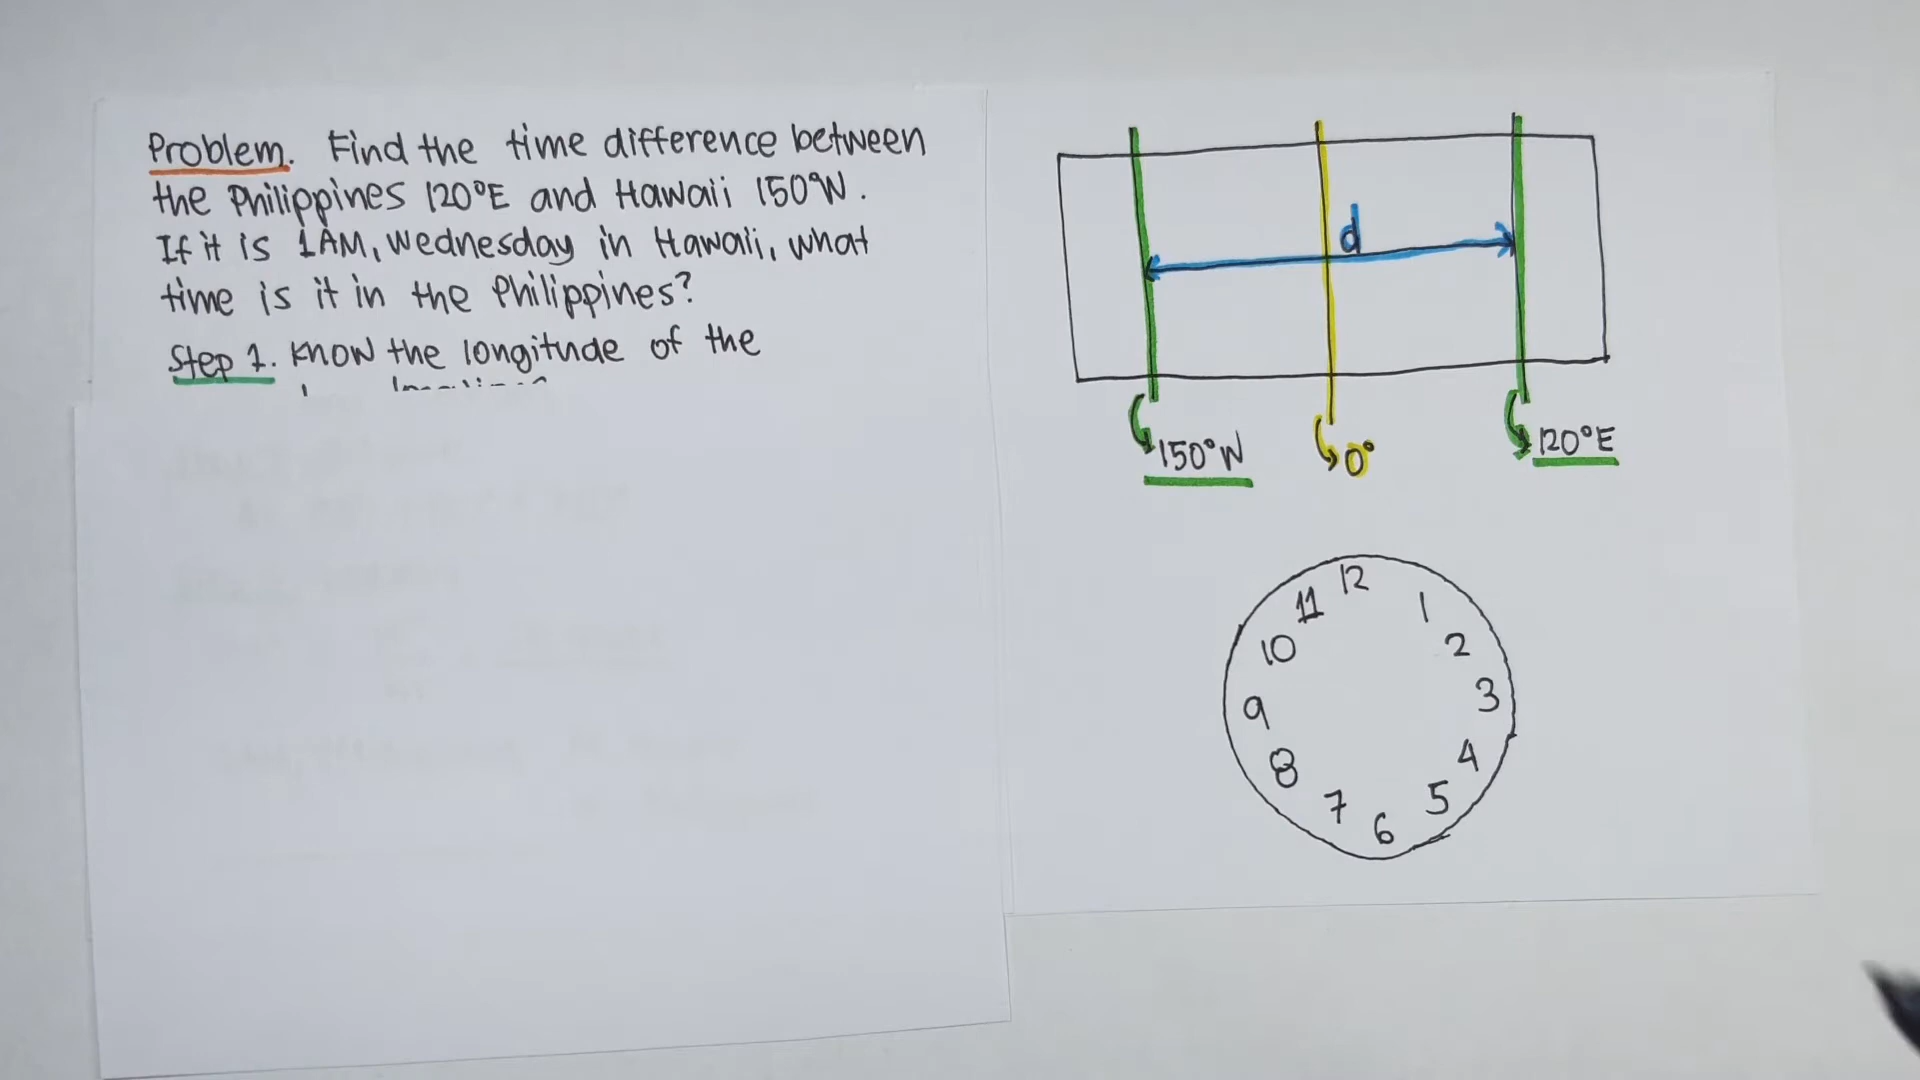 Problem. Find the time difference between
the Philippines 120°E and Hawaii 150°W.
If it is 1AM, Wednesday in Hawaii, what
time is it in the Philippines?
Step 1. Know the longitude of the
d
150°W
0°
120°E
12
11
1
10
2
9
3
8
4
7
5
6